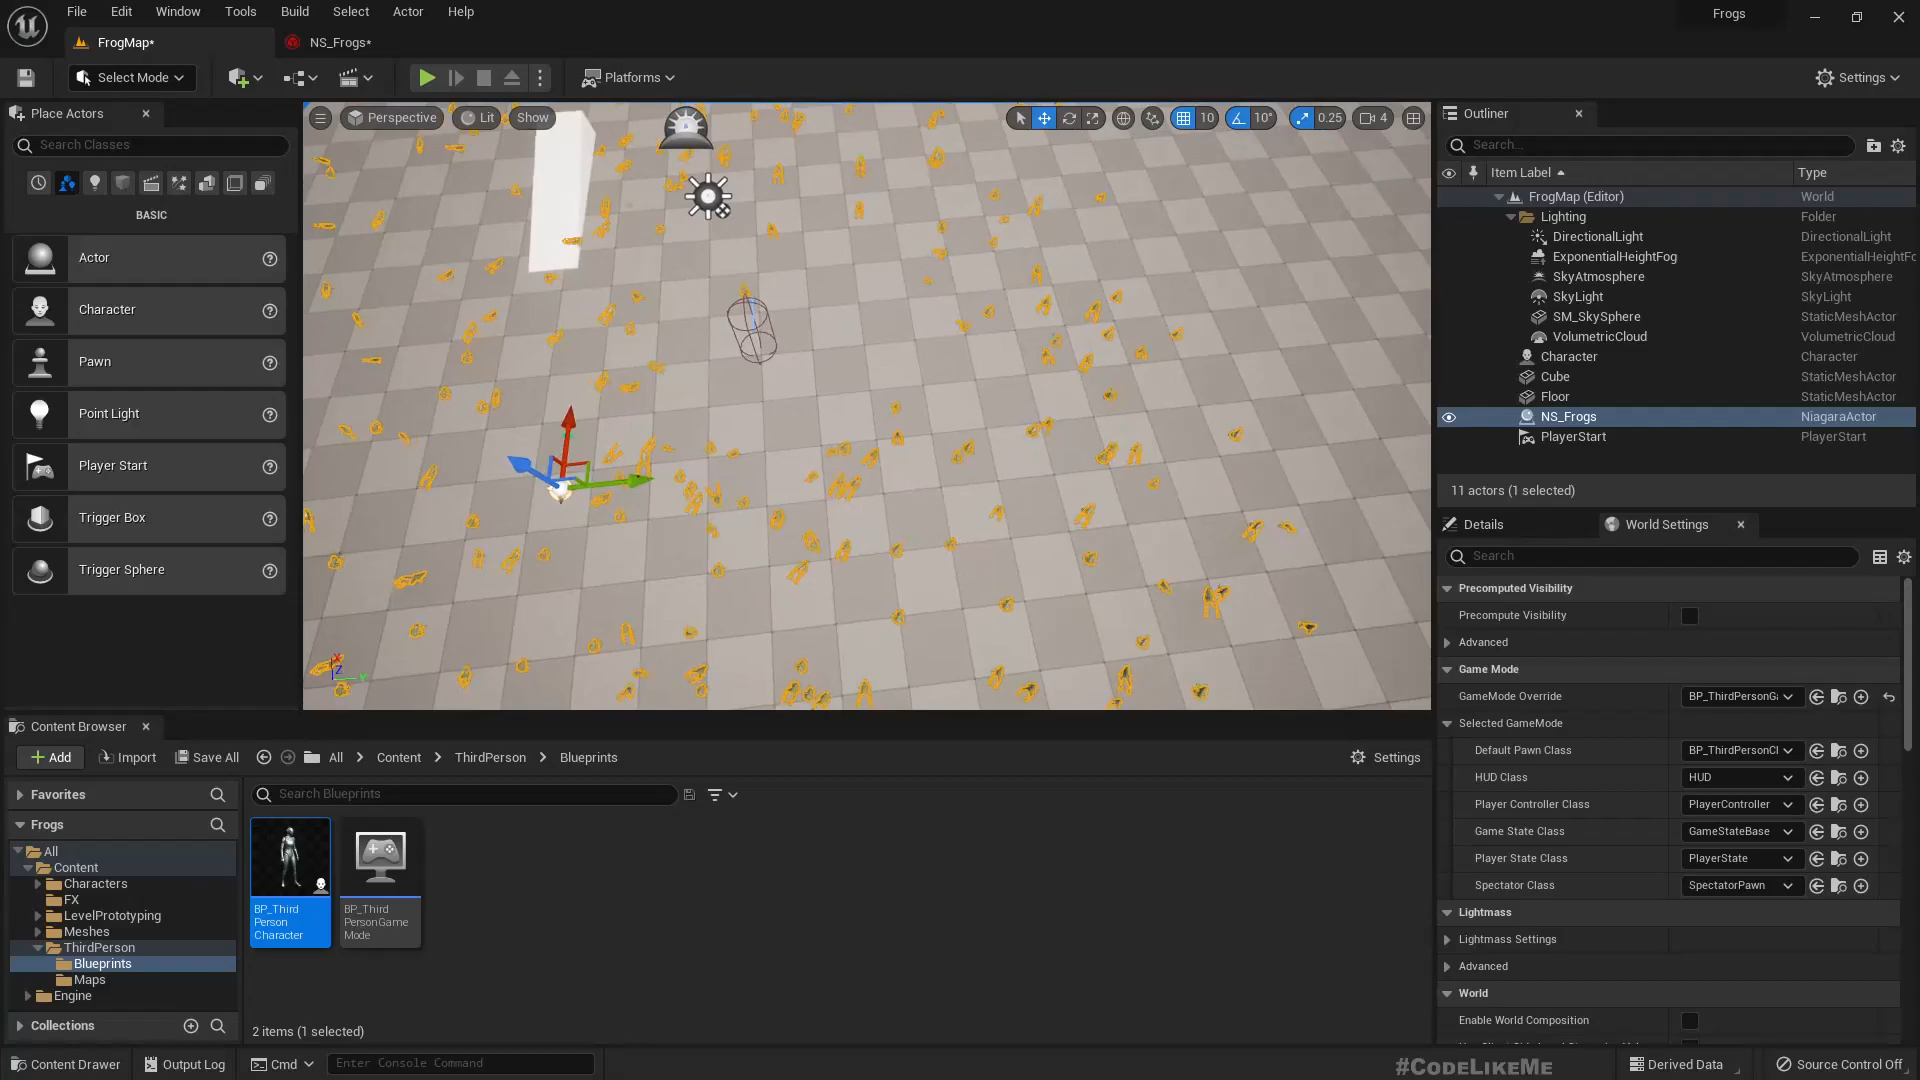 File Edit Window Tools Build Select Actor Help
Frogs
FrogMap*
NS_Frogs*
Select Mode
Platforms
Settings
Place Actors
Search Classes
BASIC
Actor
Character
Pawn
Point Light
Player Start
Trigger Box
Trigger Sphere
Perspective
Lit
Show
10
10°
0.25
4
X
Z
Y
Outliner
Search...
Item Label
Type
FrogMap (Editor) World
Lighting Folder
DirectionalLight DirectionalLight
ExponentialHeightFog ExponentialHeightFo
SkyAtmosphere SkyAtmosphere
SkyLight SkyLight
SM_SkySphere StaticMeshActor
VolumetricCloud VolumetricCloud
Character Character
Cube StaticMeshActor
Floor StaticMeshActor
NS_Frogs NiagaraActor
PlayerStart PlayerStart
11 actors (1 selected)
Details
World Settings
Search
Precomputed Visibility
Precompute Visibility
Advanced
Game Mode
GameMode Override BP_ThirdPersonGa
Selected GameMode
Default Pawn Class BP_ThirdPersonCl
HUD Class HUD
Player Controller Class PlayerController
Game State Class GameStateBase
Player State Class PlayerState
Spectator Class SpectatorPawn
Lightmass
Lightmass Settings
Advanced
World
Enable World Composition
Content Browser
Add
Import
Save All
All
Content
ThirdPerson
Blueprints
Settings
Favorites
Frogs
All
Content
Characters
FX
LevelPrototyping
Meshes
ThirdPerson
Blueprints
Maps
Engine
Collections
Search Blueprints
BP_Third
Person
Character
BP_Third
PersonGame
Mode
2 items (1 selected)
Content Drawer
Output Log
Cmd
Enter Console Command
#CodeLikeMe
Derived Data
Source Control Off